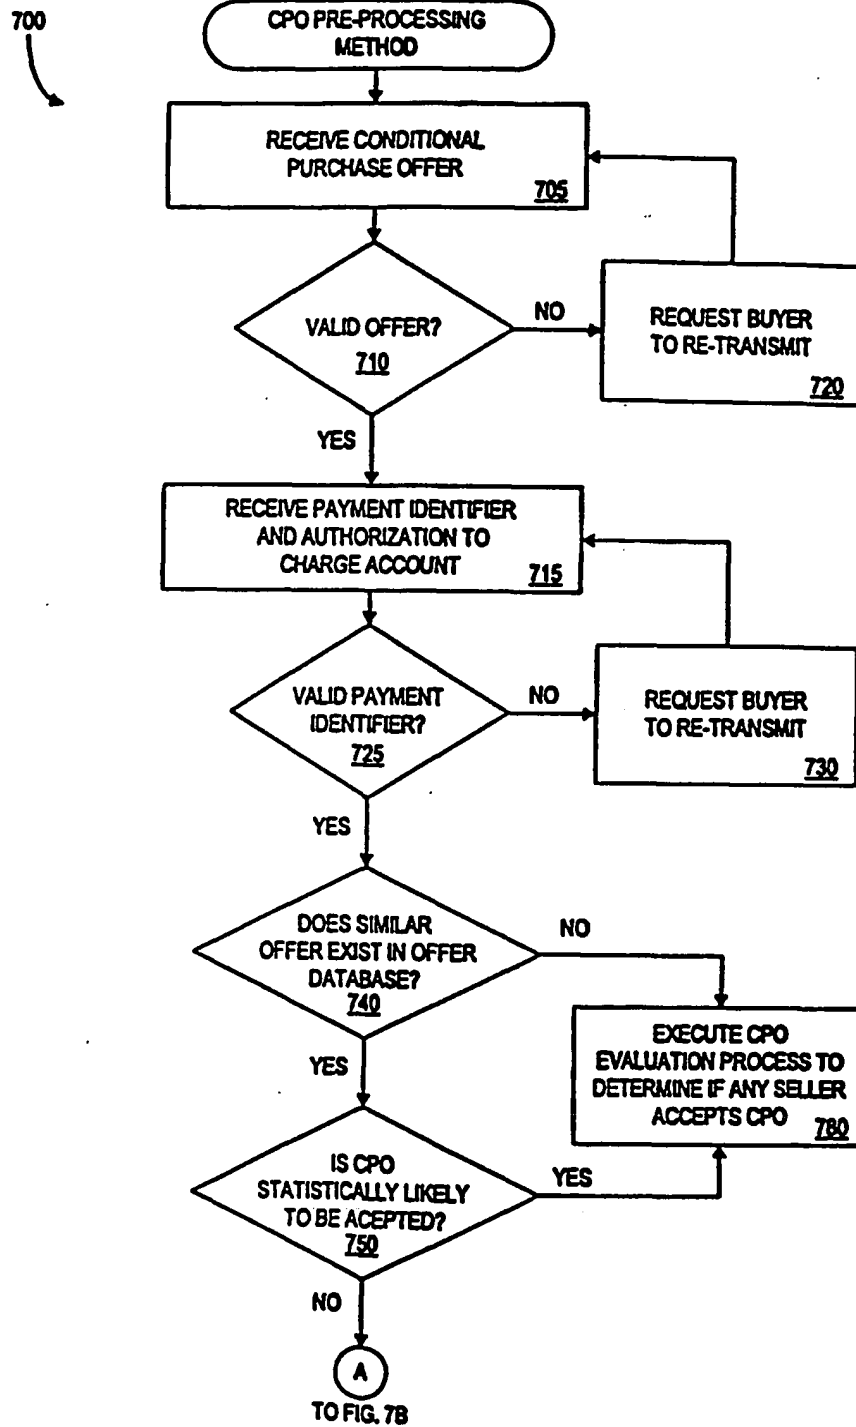 700
CPO PRE-PROCESSING
METHOD
RECEIVE CONDITIONAL
PURCHASE OFFER
705
VALID OFFER?
710
NO
REQUEST BUYER
TO RE-TRANSMIT
720
YES
RECEIVE PAYMENT IDENTIFIER
AND AUTHORIZATION TO
CHARGE ACCOUNT
715
VALID PAYMENT
IDENTIFIER?
725
NO
REQUEST BUYER
TO RE-TRANSMIT
730
YES
DOES SIMILAR
OFFER EXIST IN OFFER
DATABASE?
740
NO
EXECUTE CPO
EVALUATION PROCESS TO
DETERMINE IF ANY SELLER
ACCEPTS CPO
780
YES
IS CPO
STATISTICALLY LIKELY
TO BE ACEPTED?
750
YES
NO
A
TO FIG. 7B